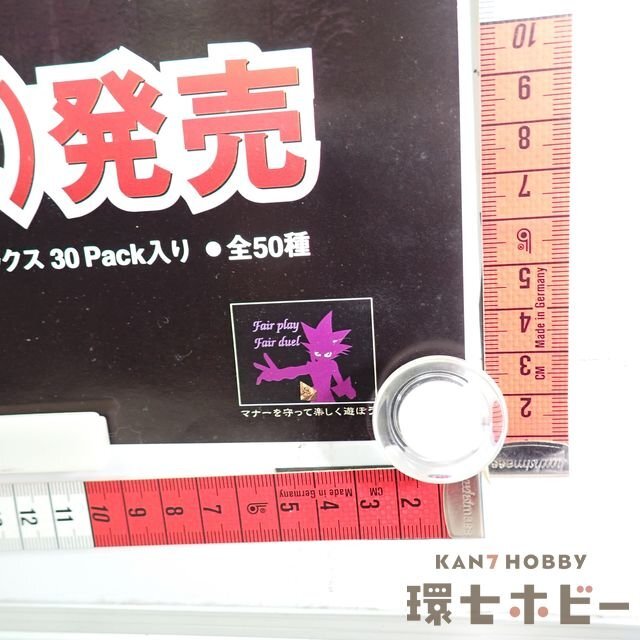 )発売
クス 30 Pack入り ●全50種
Fair play
Fair duel
マナーを守って楽しく遊ぼう
10
9
8
7
5
4
3
2
Made in Germany
CM
12
11
10
9
8
7
5
4
3
2
Made in Germany
CM
KAN7 HOBBY
環七ホビー